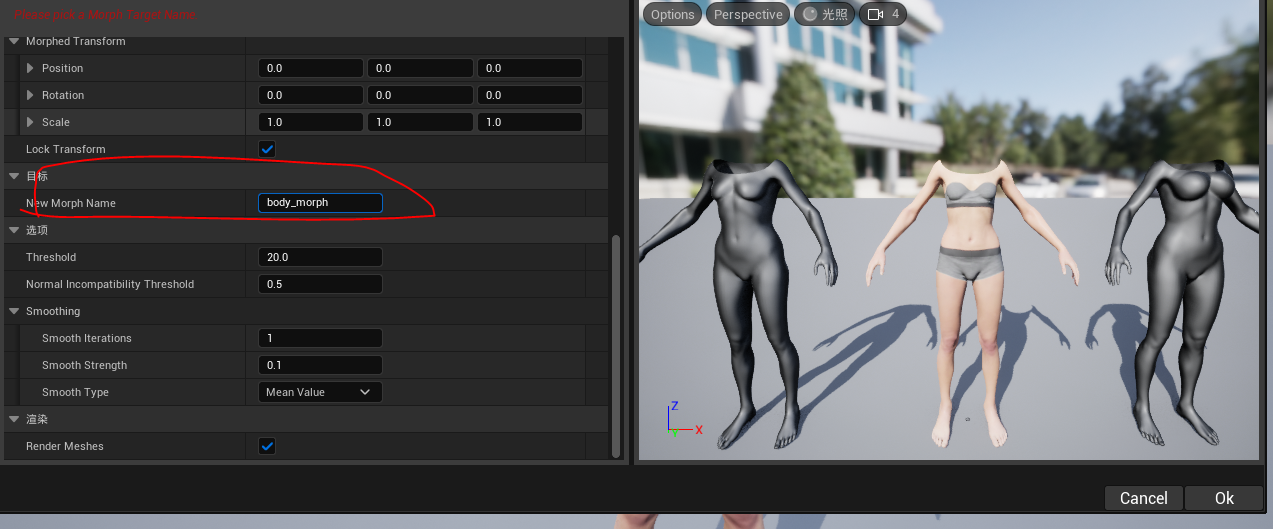 Please pick a Morph Target Name
Options
Perspective
光照
4
Morphed Transform
Position 0.0 0.0 0.0
Rotation 0.0 0.0 0.0
Scale 1.0 1.0 1.0
Lock Transform
目标
New Morph Name body_morph
选项
Threshold 20.0
Normal Incompatibility Threshold 0.5
Smoothing
Smooth Iterations 1
Smooth Strength 0.1
Smooth Type Mean Value
渲染
Render Meshes
Z
X
Y
Cancel
Ok